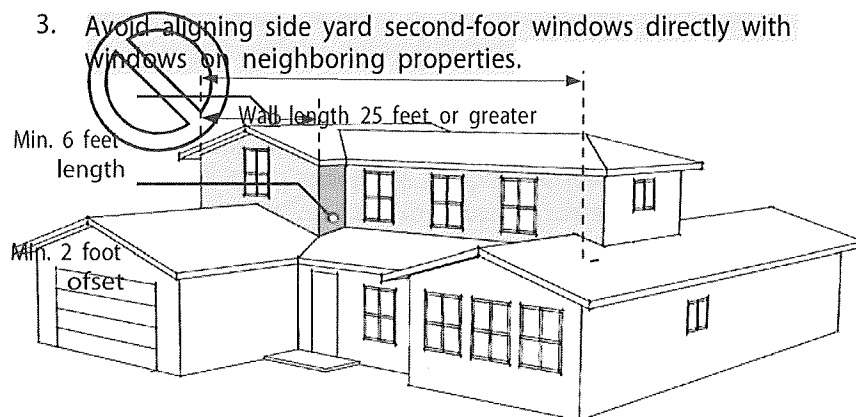 3. Avoid aligning side yard second-foor windows directly with
windows on neighboring properties.
Wall length 25 feet or greater
Min. 6 feet
length
Min. 2 foot
ofset